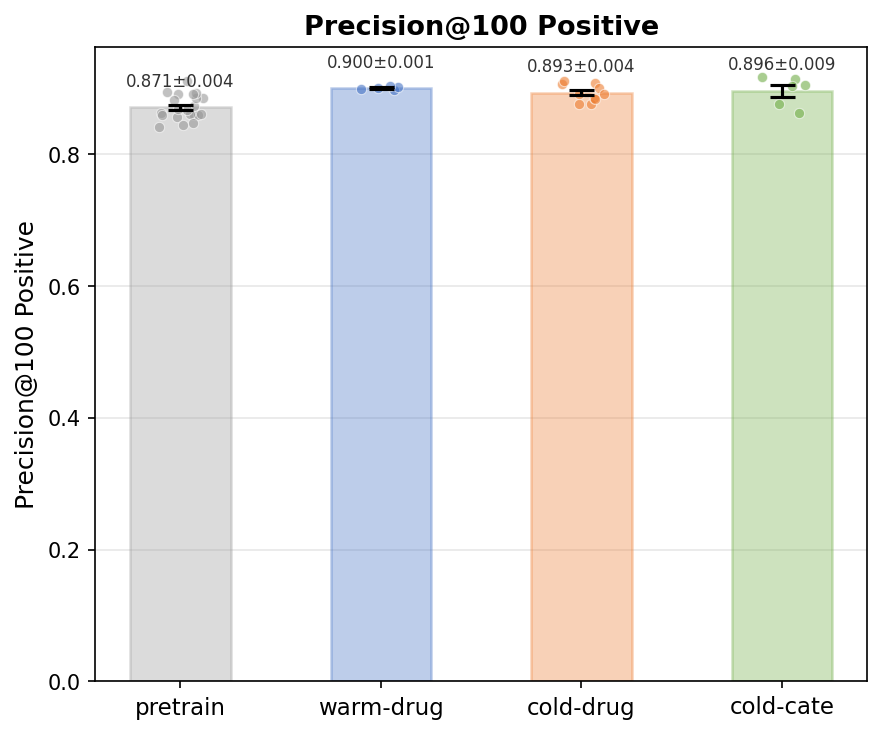 Precision@100 Positive
0.871±0.004
0.900±0.001
0.893±0.004
0.896±0.009
Precision@100 Positive
0.8
0.6
0.4
0.2
0.0
pretrain
warm-drug
cold-drug
cold-cate